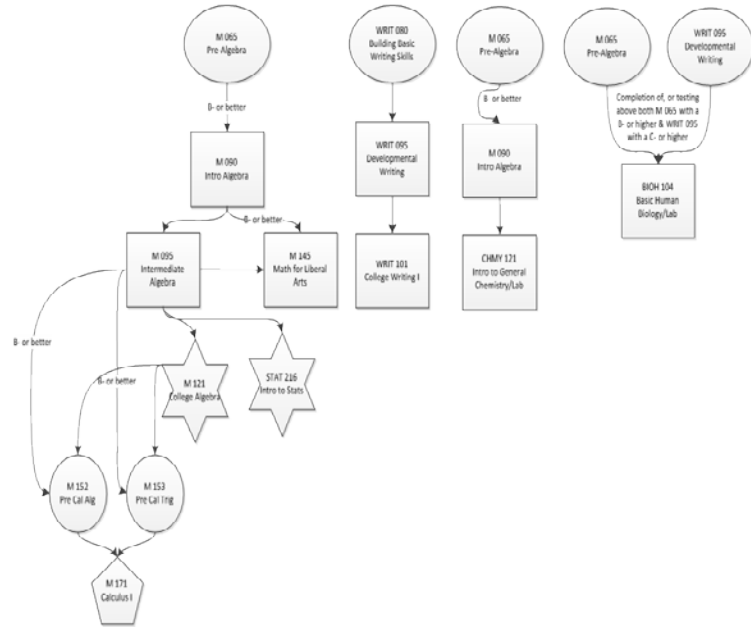 M 065
Pre-Algebra
WRIT 080
Building Basic
Writing Skills
M 065
Pre-Algebra
M 065
Pre-Algebra
WRIT 095
Developmental
Writing
B- or better
B- or better
Completion of, or testing
above both M 065 with a
B- or higher & WRIT 095
with a C- or higher
M 090
Intro Algebra
WRIT 095
Developmental
Writing
M 090
Intro Algebra
BIOH 104
Basic Human
Biology/Lab
B- or better
M 095
Intermediate
Algebra
M 145
Math for Liberal
Arts
WRIT 101
College Writing I
CHMY 121
Intro to General
Chemistry/Lab
B- or better
B- or better
M 121
College Algebra
STAT 216
Intro to Stats
M 152
Pre Cal Alg
M 153
Pre Cal Trig
M 171
Calculus I